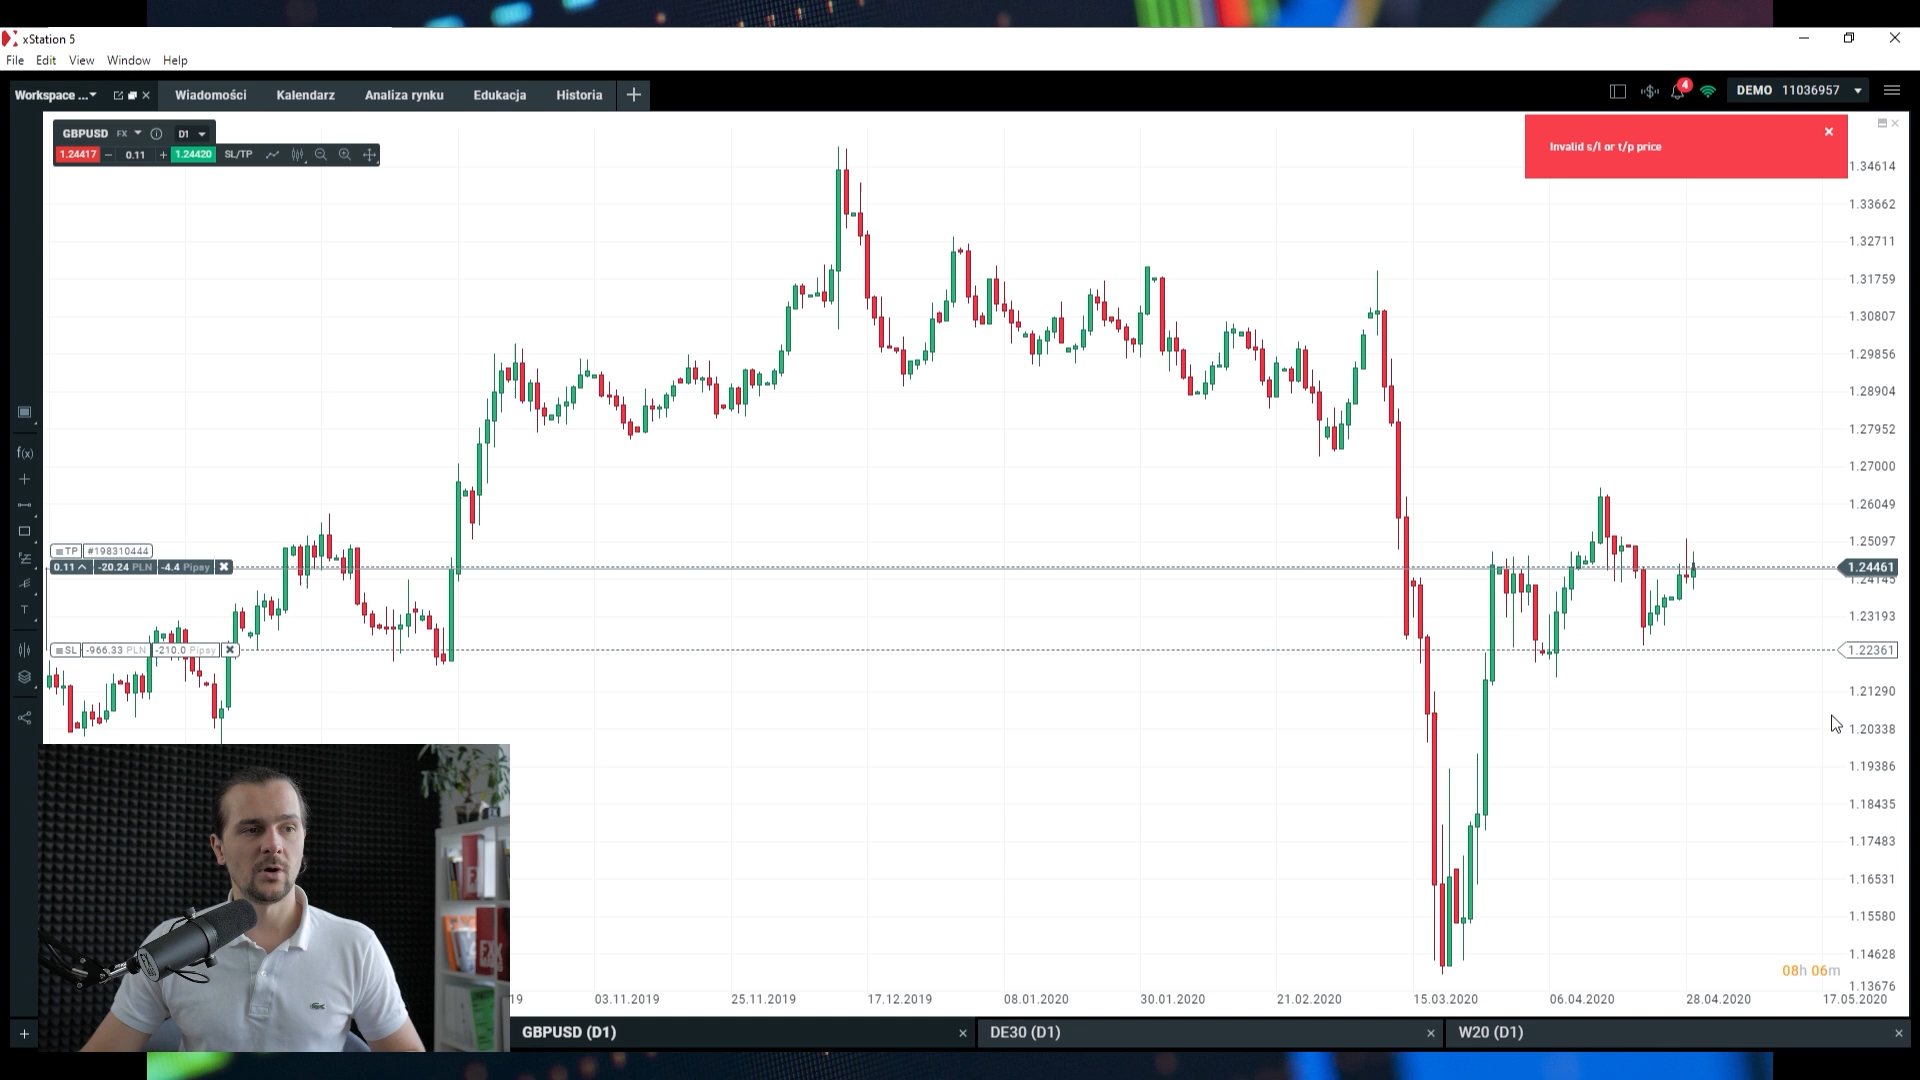 xStation 5
File Edit View Window Help
Workspace ... Wiadomości Kalendarz Analiza rynku Edukacja Historia
4 DEMO 11036957
GBPUSD FX D1
1.24417 0.11 1.24420 SL/TP
Invalid s/l or t/p price
1.34614
1.33662
1.32711
1.31759
1.30807
1.29856
1.28904
1.27952
1.27000
1.26049
1.25097
1.24461
1.24145
1.23193
1.22361
1.21290
1.20338
1.19386
1.18435
1.17483
1.16531
1.15580
1.14628
1.13676
f(x)
T
TP #198310444
0.11 -20.24 PLN -4.4 Pipsy
SL -966.33 PLN -210.0 Pipsy
08h 06m
19 03.11.2019 25.11.2019 17.12.2019 08.01.2020 30.01.2020 21.02.2020 15.03.2020 06.04.2020 28.04.2020 17.05.2020
GBPUSD (D1) DE30 (D1) W20 (D1)